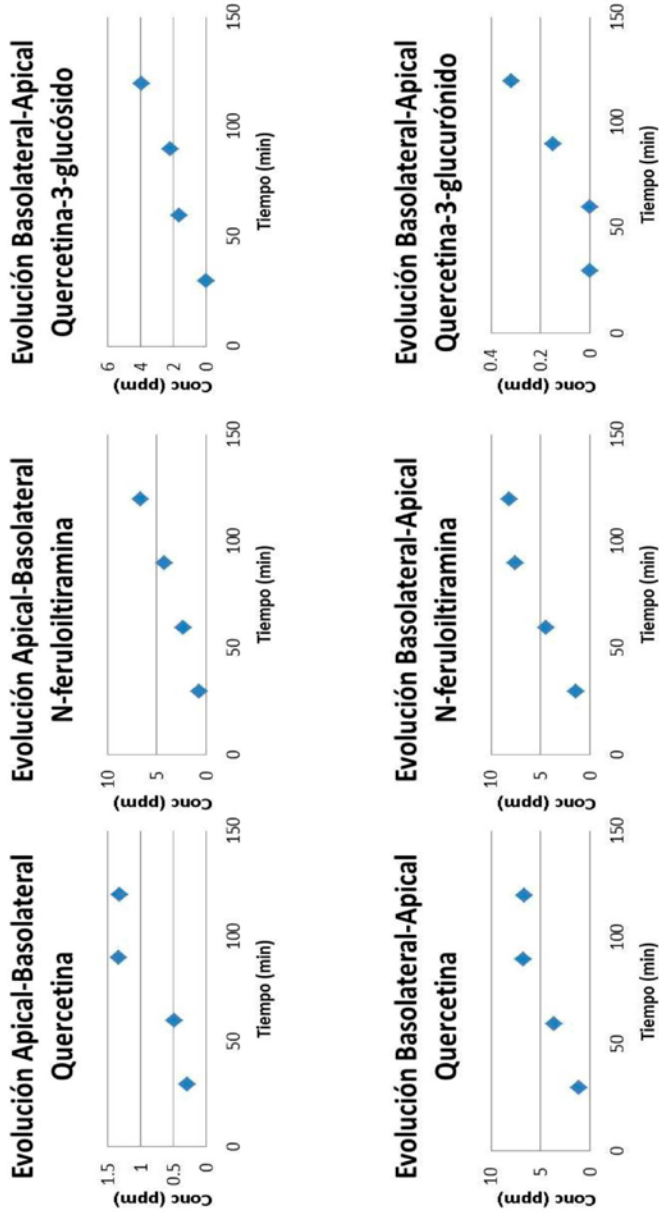 Evolución Apical-Basolateral
Quercetina
Conc (ppm)
1.5
1
0.5
0
0
50
100
150
Tiempo (min)
Evolución Apical-Basolateral
N-feruloiltiramina
Conc (ppm)
10
5
0
0
50
100
150
Tiempo (min)
Evolución Basolateral-Apical
Quercetina-3-glucósido
Conc (ppm)
6
4
2
0
0
50
100
150
Tiempo (min)
Evolución Basolateral-Apical
Quercetina
Conc (ppm)
10
5
0
0
50
100
150
Tiempo (min)
Evolución Basolateral-Apical
N-feruloiltiramina
Conc (ppm)
10
5
0
0
50
100
150
Tiempo (min)
Evolución Basolateral-Apical
Quercetina-3-glucurónido
Conc (ppm)
0.4
0.2
0
0
50
100
150
Tiempo (min)